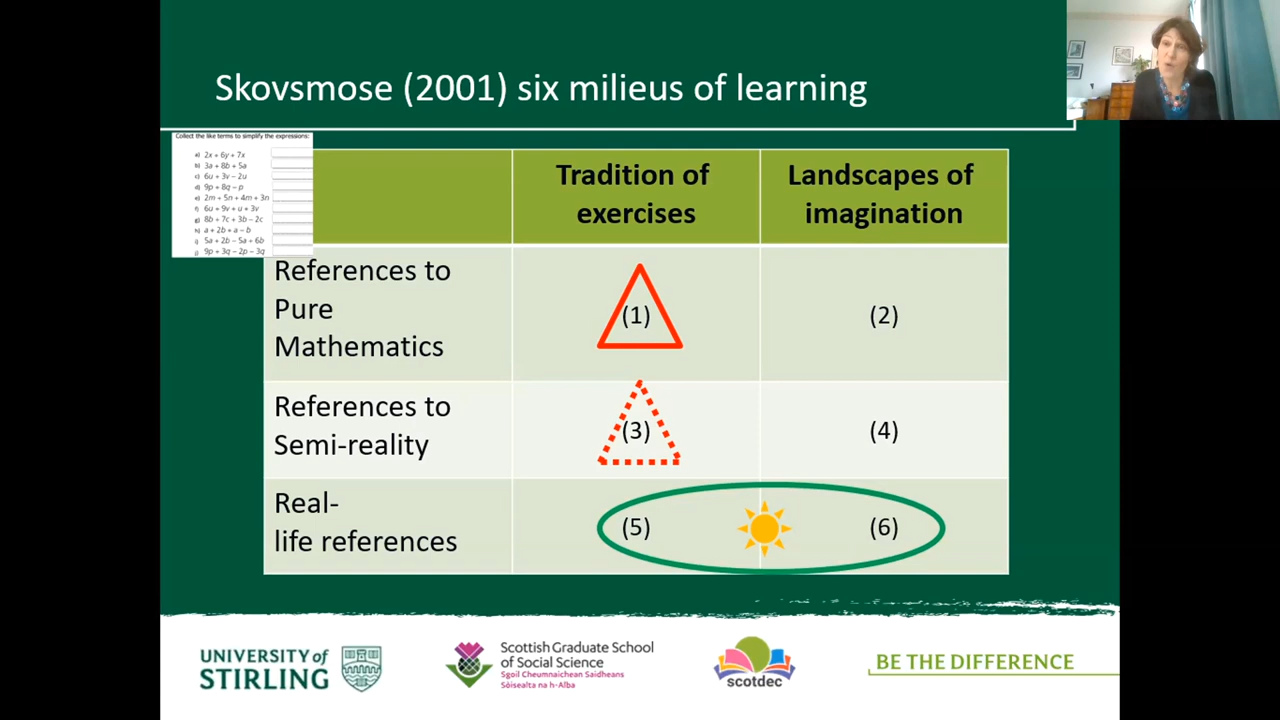 Skovsmose (2001) six milieus of learning
Collect the like terms to simplify the expressions:
a) 2x + 6y + 7x
b) 3a + 8b + 5a
c) 6u + 3v − 2u
d) 9p + 8q − p
e) 2m + 5n + 4m + 3n
f) 6u + 9v + u + 3v
g) 8b + 7c + 3b − 2c
h) a + 2b + a − b
i) 5a + 2b − 5a + 6b
j) 9p + 3q − 2p − 3q
Tradition of
exercises
Landscapes of
imagination
References to
Pure
Mathematics
(1)
(2)
References to
Semi-reality
(3)
(4)
Real-
life references
(5)
(6)
UNIVERSITY of
STIRLING
Scottish Graduate School
of Social Science
Sgoil Cheumnaichean Saidheans
Sòisealta na h-Alba
scotdec
BE THE DIFFERENCE